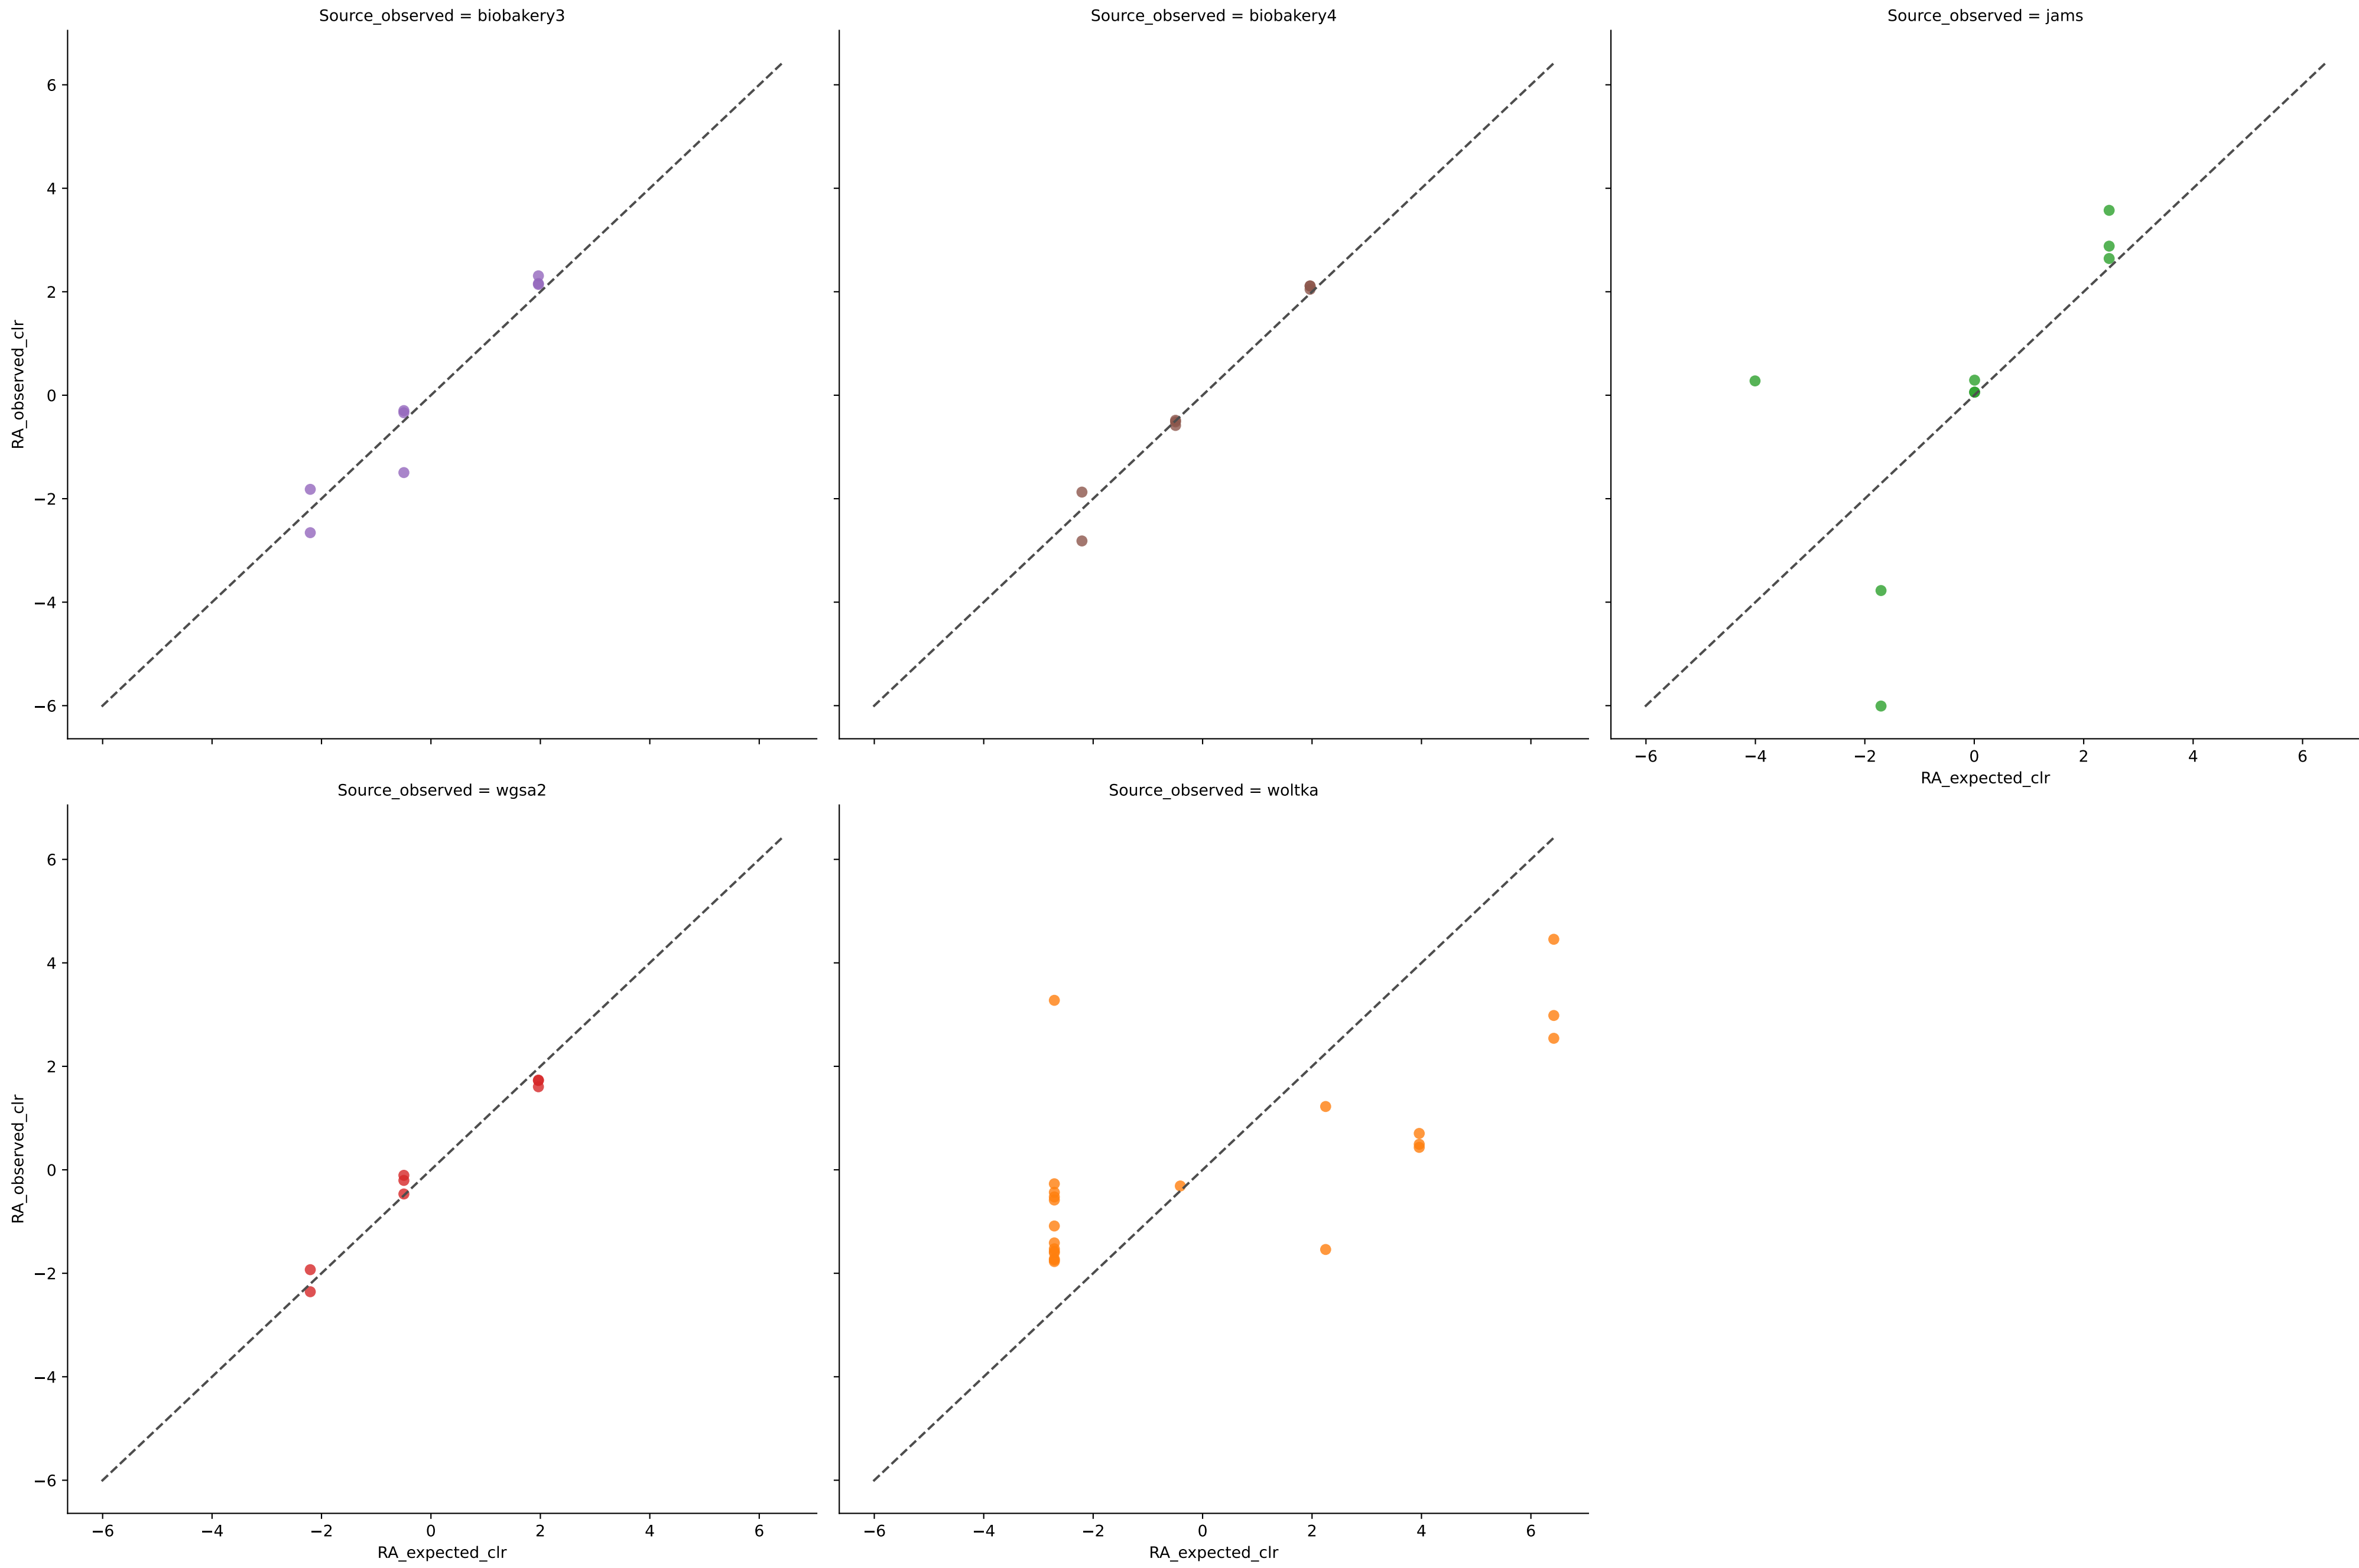 Source_observed = biobakery3
Source_observed = biobakery4
Source_observed = jams
RA_observed_clr
6
4
2
0
−2
−4
−6
−6 −4 −2 0 2 4 6
RA_expected_clr
Source_observed = wgsa2
Source_observed = woltka
RA_observed_clr
6
4
2
0
−2
−4
−6
−6 −4 −2 0 2 4 6
−6 −4 −2 0 2 4 6
RA_expected_clr
RA_expected_clr